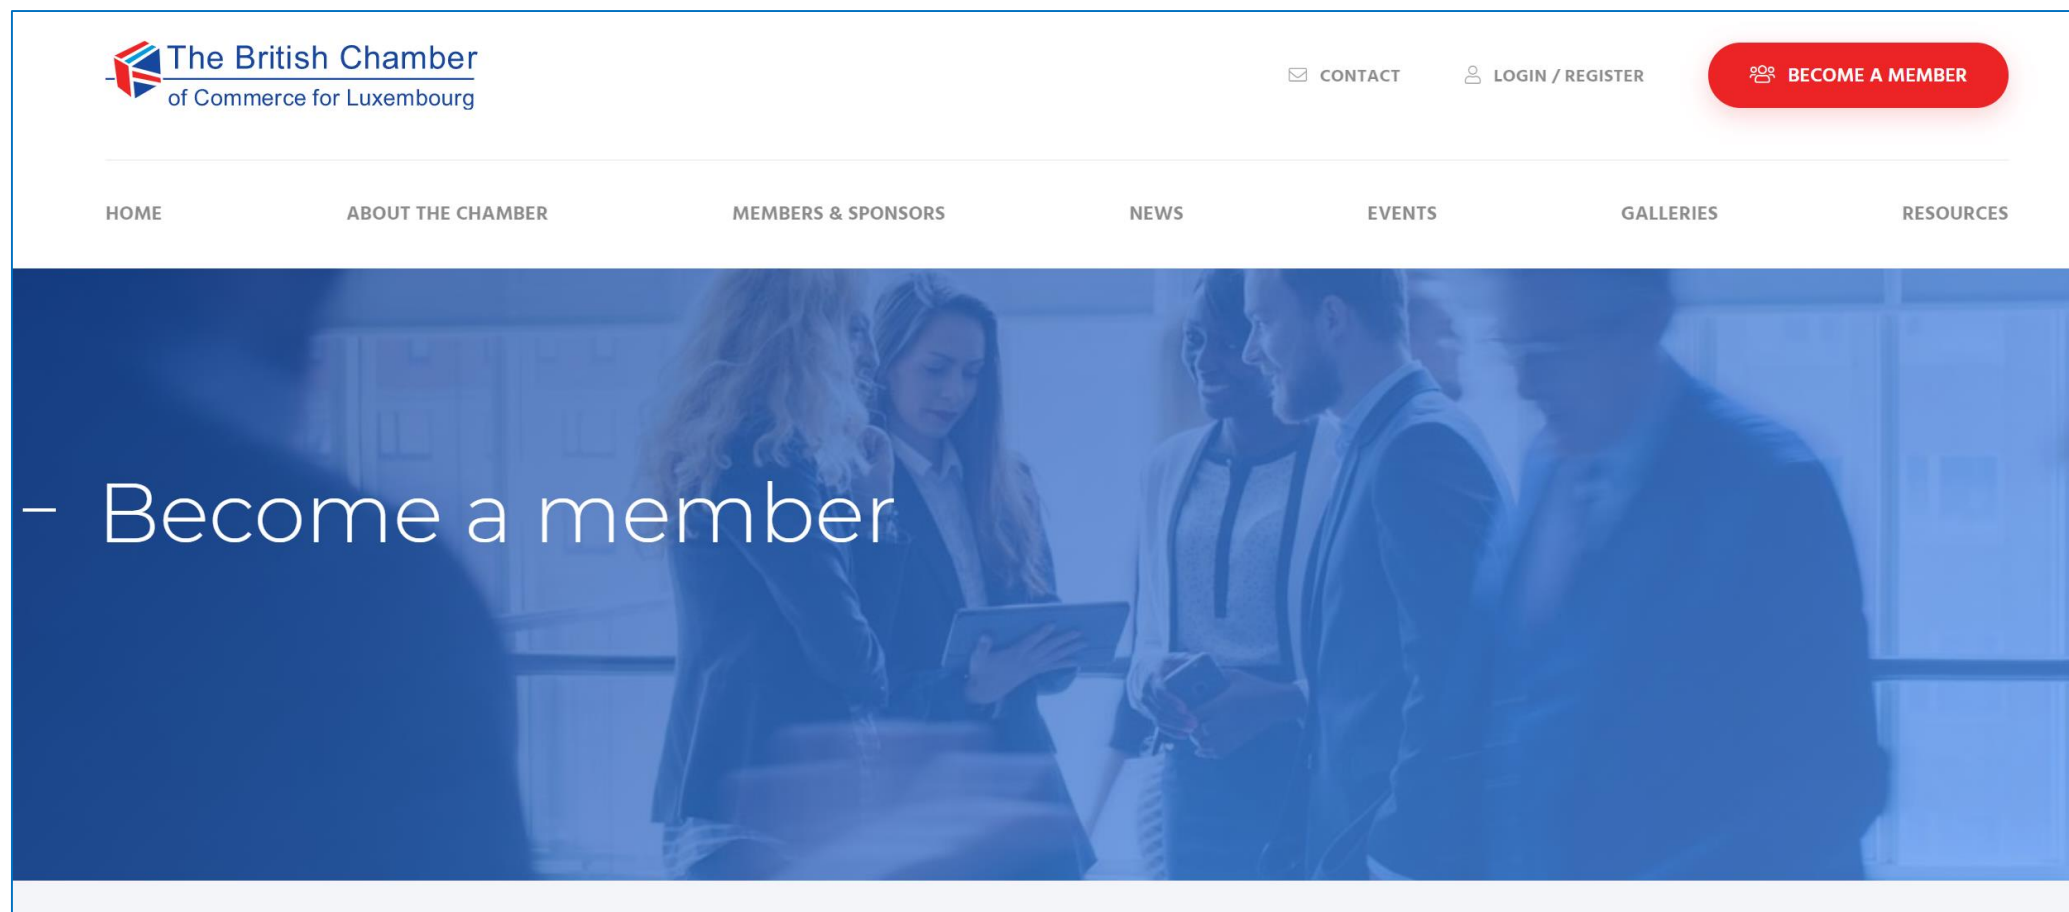 The British Chamber
of Commerce for Luxembourg
CONTACT
LOGIN / REGISTER
BECOME A MEMBER
HOME
ABOUT THE CHAMBER
MEMBERS & SPONSORS
NEWS
EVENTS
GALLERIES
RESOURCES
– Become a member